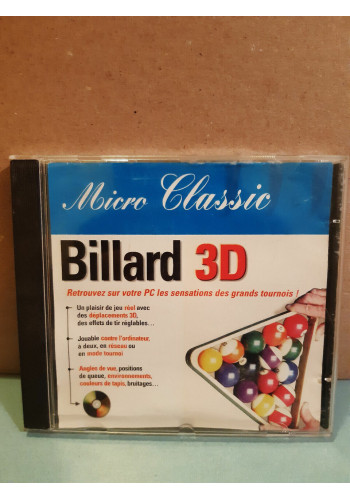 Micro Classic
Billard 3D
Retrouvez sur votre PC les sensations des grands tournois !
Un plaisir de jeu réel avec
des déplacements 3D,
des effets de tir réglables...
Jouable contre l'ordinateur,
à deux, en réseau ou
en mode tournoi
Angles de vue, positions
de queue, environnements,
couleurs de tapis, bruitages...